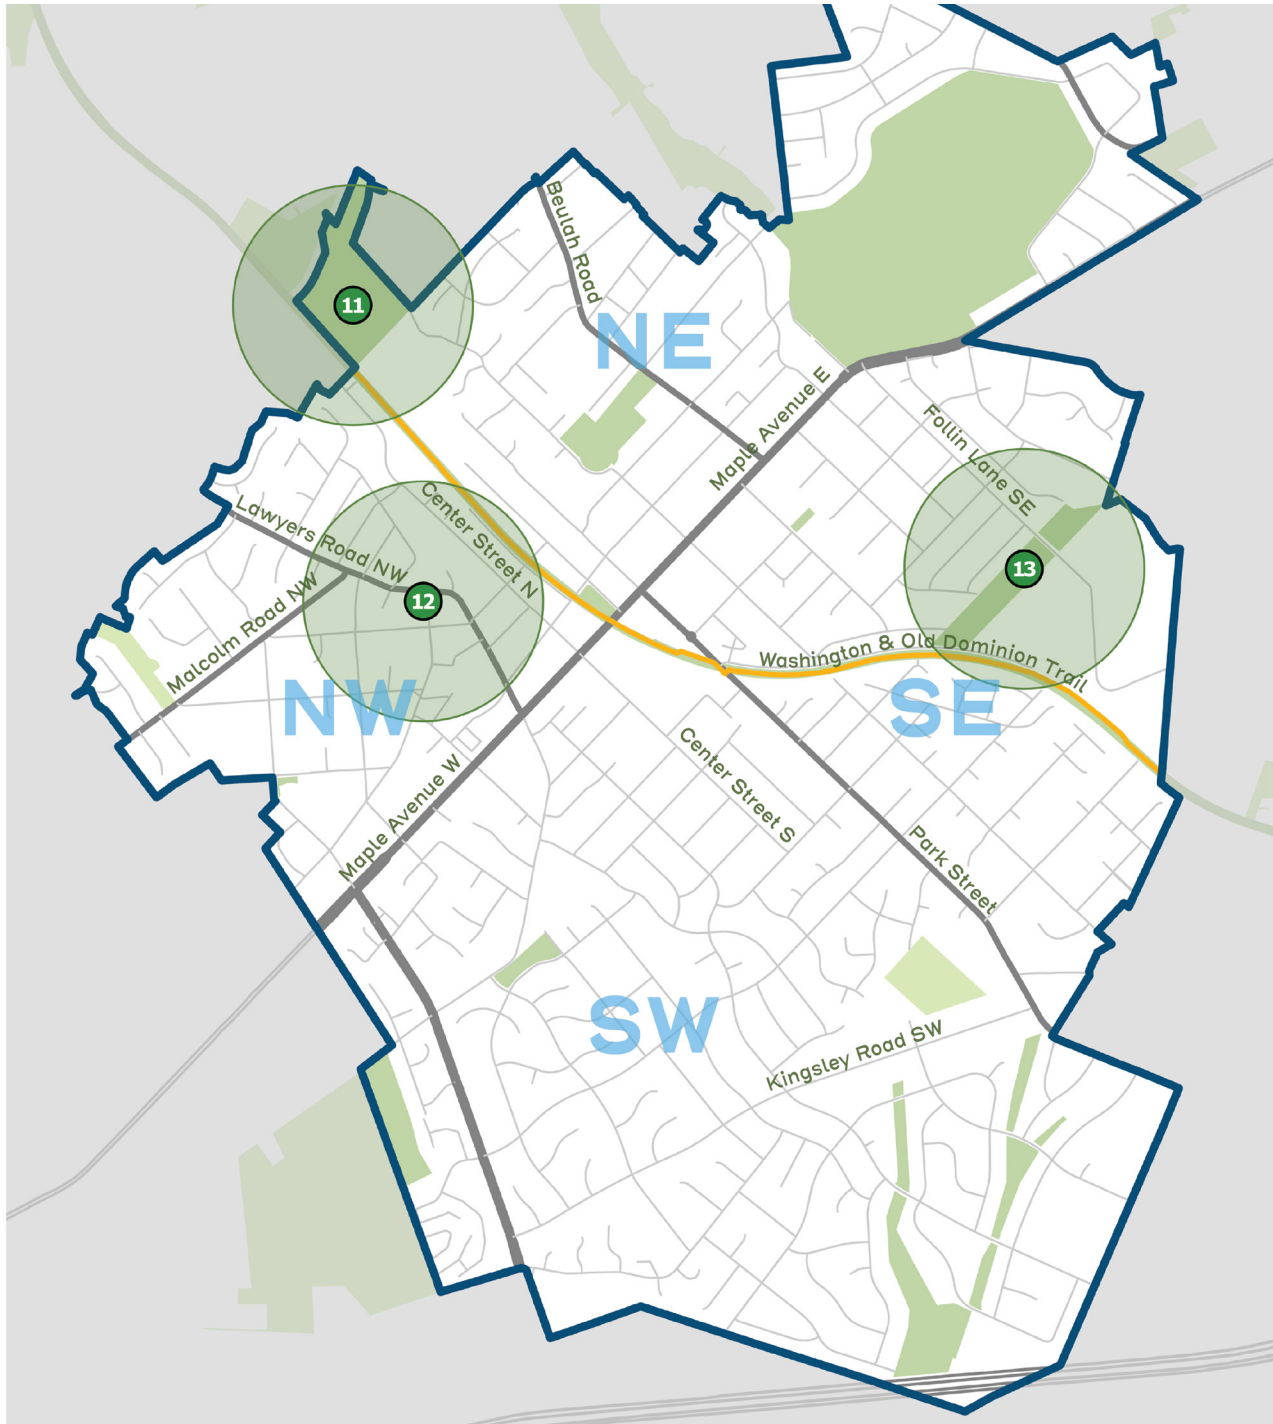 Beulah Road
11
NE
Maple Avenue E
Follin Lane SE
Center Street N
Lawyers Road NW
13
Malcolm Road NW
12
Washington & Old Dominion Trail
NW
SE
Center Street S
Maple Avenue W
Park Street
SW
Kingsley Road SW